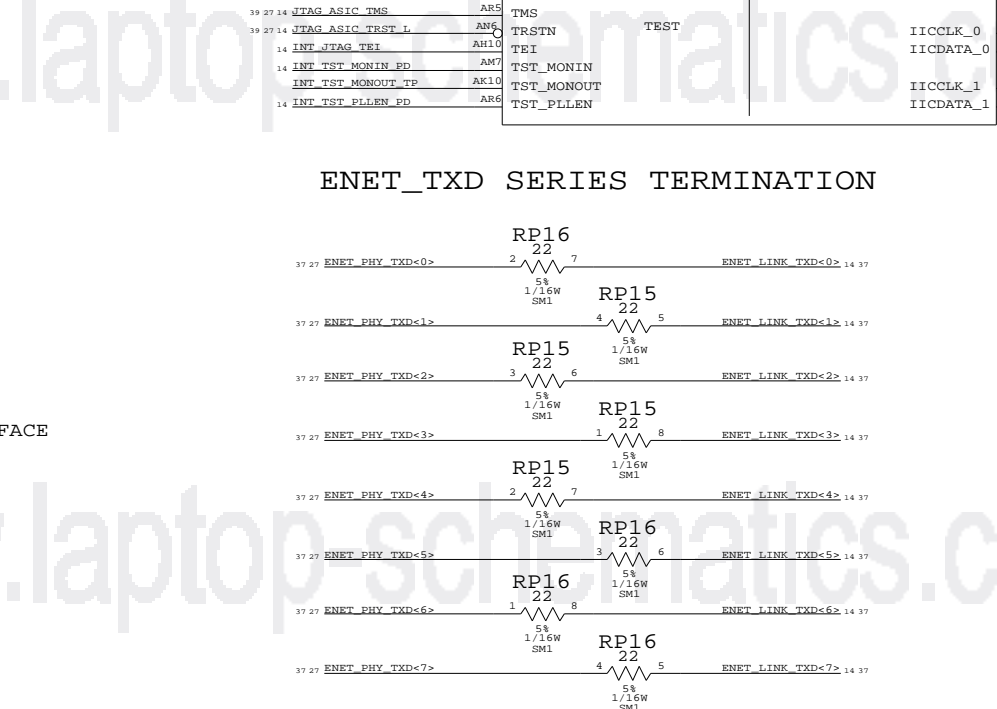 39 27 14 JTAG_ASIC_TMS AR5 TMS
39 27 14 JTAG_ASIC_TRST_L AN6 TRSTN TEST IICCLK_0
14 INT_JTAG_TEI AH10 TEI IICDATA_0
14 INT_TST_MONIN_PD AM7 TST_MONIN
INT_TST_MONOUT_TP AK10 TST_MONOUT IICCLK_1
14 INT_TST_PLLEN_PD AR6 TST_PLLEN IICDATA_1
.laptop-schematics.c
ENET_TXD SERIES TERMINATION
RP16
22
37 27 ENET_PHY_TXD<0> 2 7 ENET_LINK_TXD<0> 14 37
5%
1/16W
SM1
RP15
22
37 27 ENET_PHY_TXD<1> 4 5 ENET_LINK_TXD<1> 14 37
5%
1/16W
SM1
RP15
22
37 27 ENET_PHY_TXD<2> 3 6 ENET_LINK_TXD<2> 14 37
5%
1/16W
SM1
RP15
22
FACE
37 27 ENET_PHY_TXD<3> 1 8 ENET_LINK_TXD<3> 14 37
5%
1/16W
SM1
RP15
22
37 27 ENET_PHY_TXD<4> 2 7 ENET_LINK_TXD<4> 14 37
5%
1/16W
SM1
RP16
22
37 27 ENET_PHY_TXD<5> 3 6 ENET_LINK_TXD<5> 14 37
5%
1/16W
SM1
.laptop-schematics.c
RP16
22
37 27 ENET_PHY_TXD<6> 1 8 ENET_LINK_TXD<6> 14 37
5%
1/16W
SM1
RP16
22
37 27 ENET_PHY_TXD<7> 4 5 ENET_LINK_TXD<7> 14 37
5%
1/16W
SM1